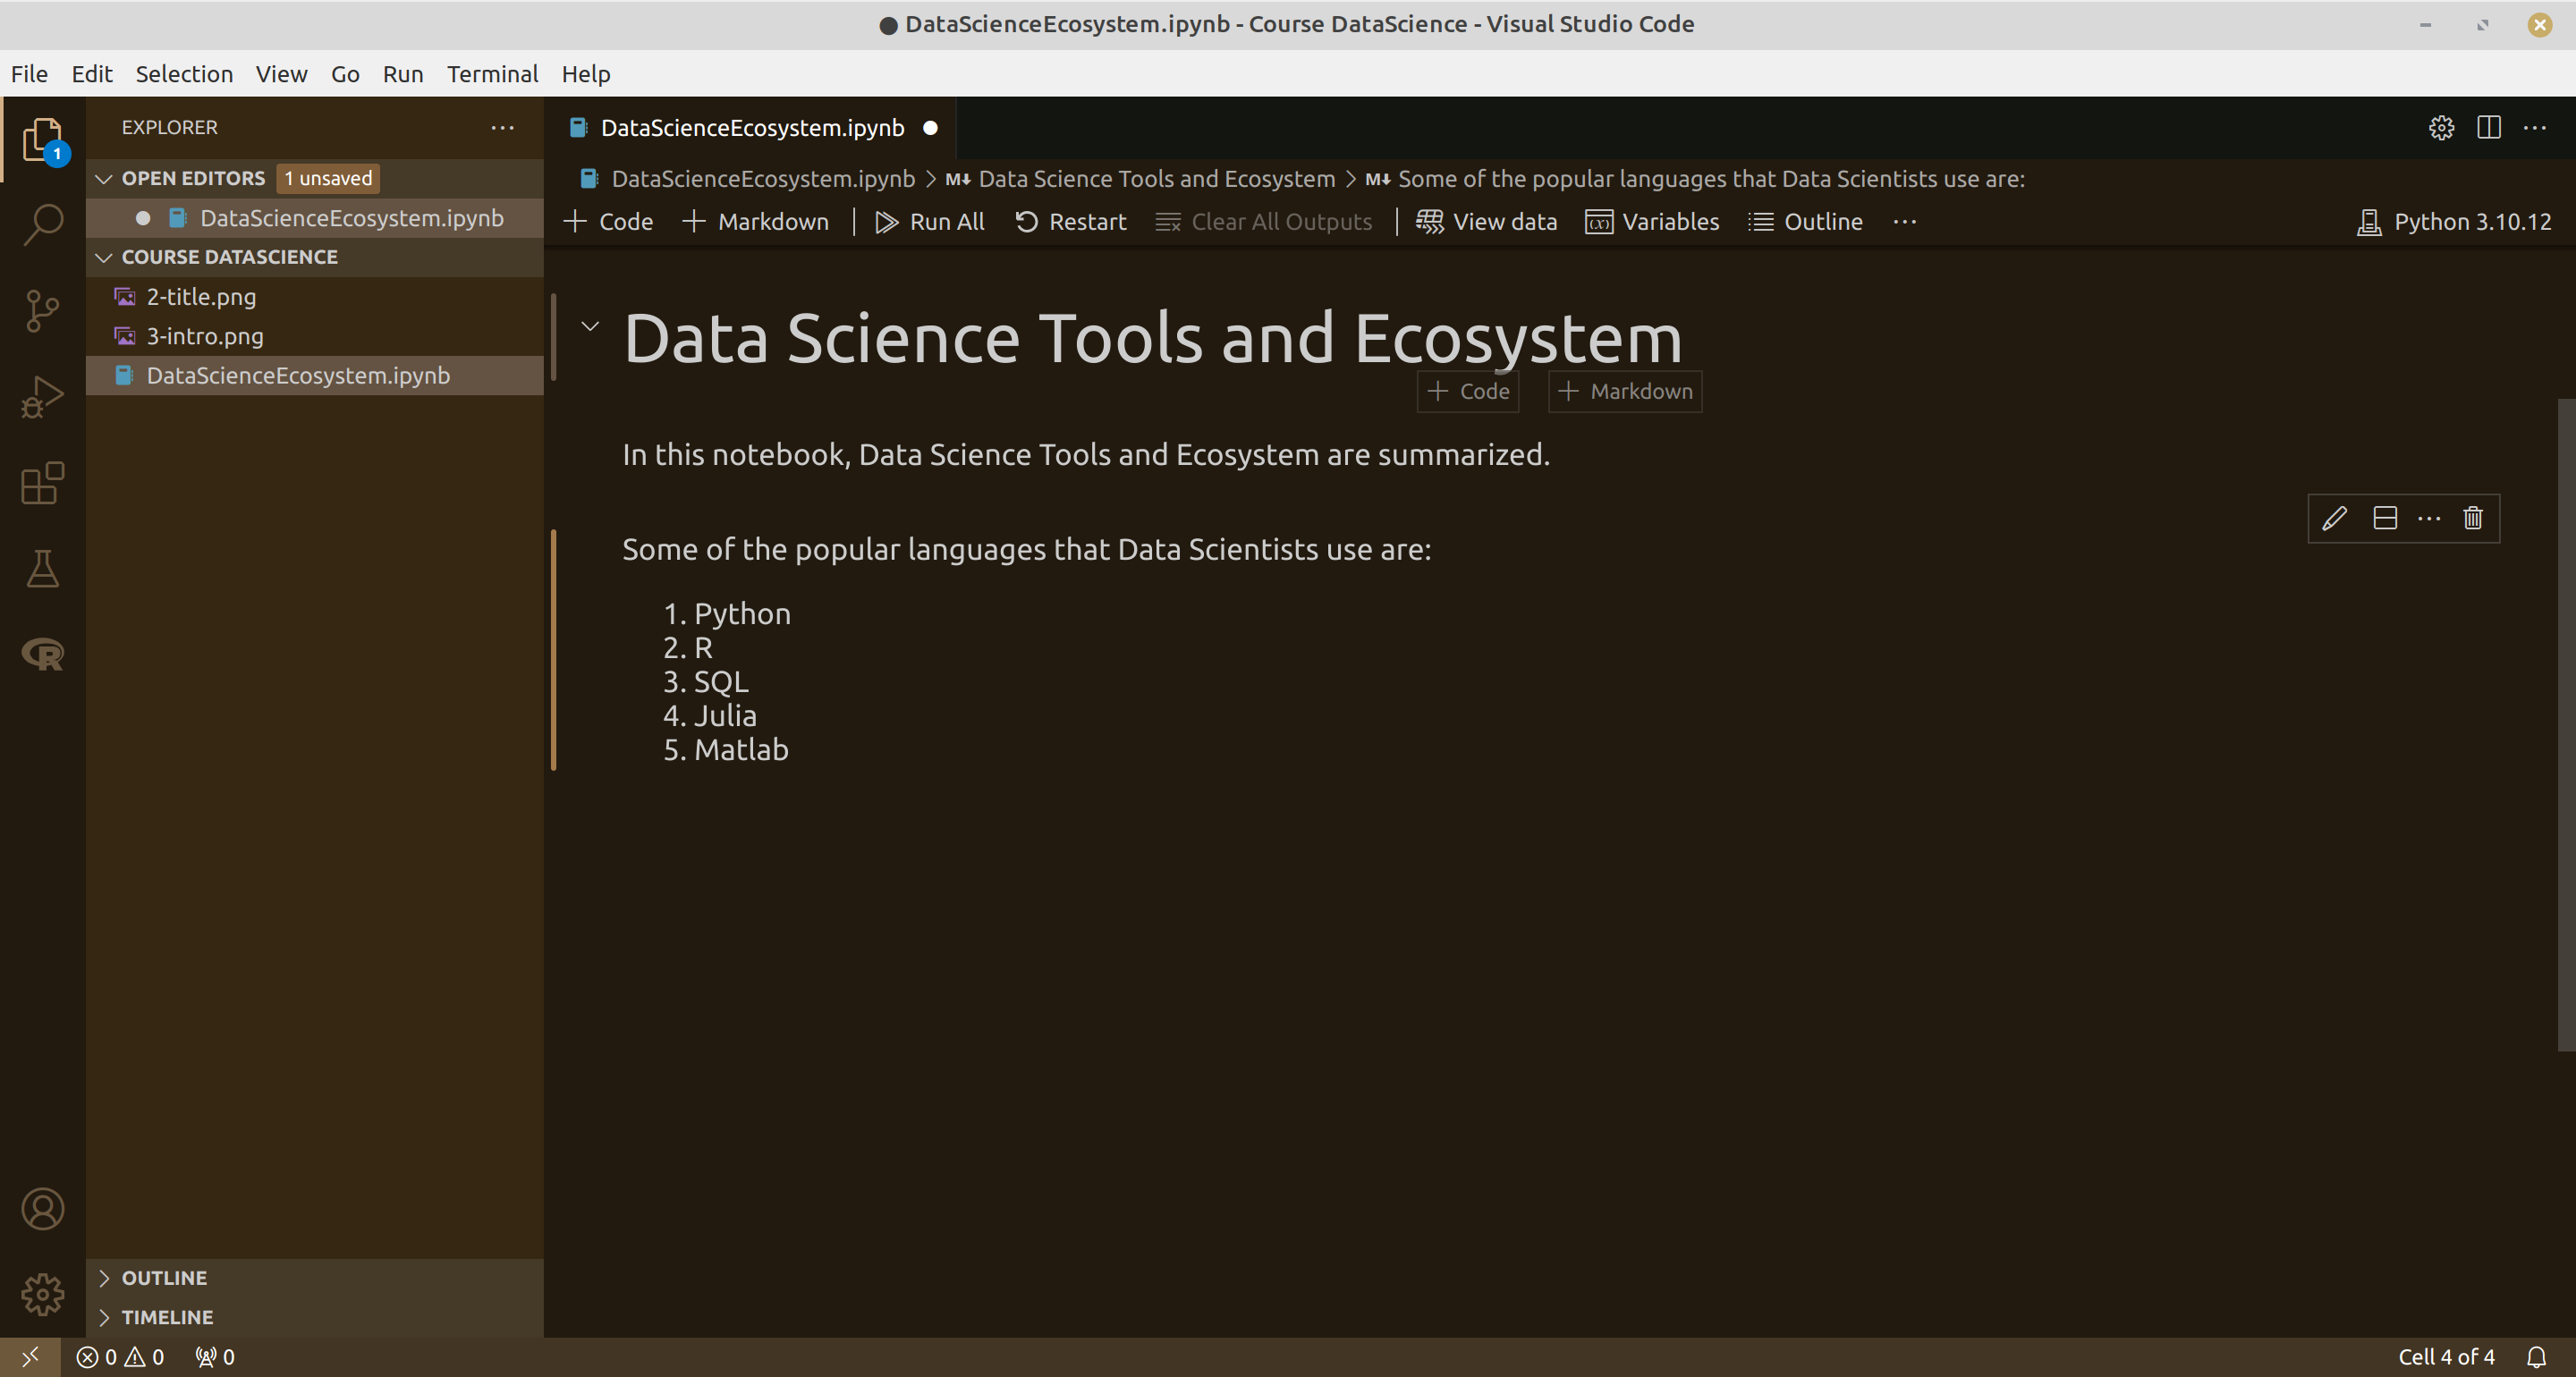 DataScienceEcosystem.ipynb - Course DataScience - Visual Studio Code
File Edit Selection View Go Run Terminal Help
1
EXPLORER
OPEN EDITORS 1 unsaved
DataScienceEcosystem.ipynb
COURSE DATASCIENCE
2-title.png
3-intro.png
DataScienceEcosystem.ipynb
OUTLINE
TIMELINE
DataScienceEcosystem.ipynb
DataScienceEcosystem.ipynb > M↓ Data Science Tools and Ecosystem > M↓ Some of the popular languages that Data Scientists use are:
+ Code + Markdown | Run All Restart Clear All Outputs | View data (x) Variables Outline ... Python 3.10.12
Data Science Tools and Ecosystem
+ Code + Markdown
In this notebook, Data Science Tools and Ecosystem are summarized.
Some of the popular languages that Data Scientists use are:
1. Python
2. R
3. SQL
4. Julia
5. Matlab
R
0 0 0 Cell 4 of 4